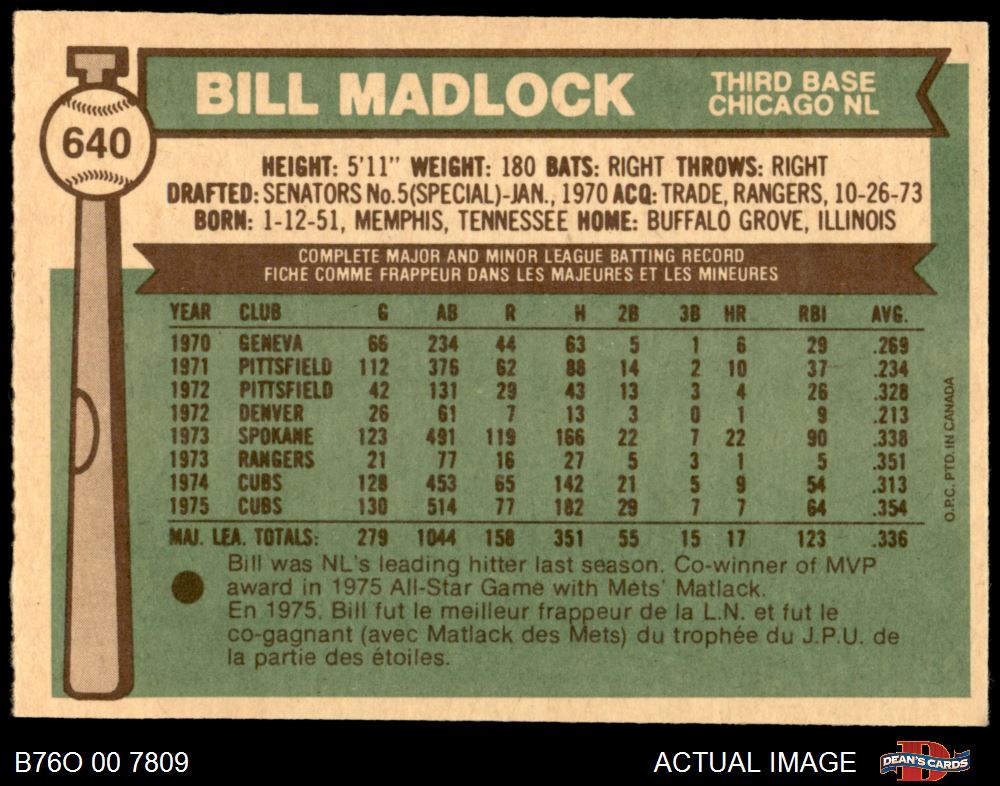 BILL MADLOCK
THIRD BASE
CHICAGO NL
640
HEIGHT: 5'11" WEIGHT: 180 BATS: RIGHT THROWS: RIGHT
DRAFTED: SENATORS No.5(SPECIAL)-JAN., 1970 ACQ: TRADE, RANGERS, 10-26-73
BORN: 1-12-51, MEMPHIS, TENNESSEE HOME: BUFFALO GROVE, ILLINOIS
COMPLETE MAJOR AND MINOR LEAGUE BATTING RECORD
FICHE COMME FRAPPEUR DANS LES MAJEURES ET LES MINEURES
YEAR CLUB G AB R H 2B 3B HR RBI AVG.
1970 GENEVA 66 234 44 63 5 1 6 29 .269
1971 PITTSFIELD 112 376 62 88 14 2 10 37 .234
1972 PITTSFIELD 42 131 29 43 13 3 4 26 .328
1972 DENVER 26 61 7 13 3 0 1 9 .213
1973 SPOKANE 123 491 119 166 22 7 22 90 .338
1973 RANGERS 21 77 16 27 5 3 1 5 .351
1974 CUBS 128 453 65 142 21 5 9 54 .313
1975 CUBS 130 514 77 182 29 7 7 64 .354
MAJ. LEA. TOTALS: 279 1044 158 351 55 15 17 123 .336
Bill was NL's leading hitter last season. Co-winner of MVP
award in 1975 All-Star Game with Mets' Matlack.
En 1975, Bill fut le meilleur frappeur de la L.N. et fut le
co-gagnant (avec Matlack des Mets) du trophée du J.P.U. de
la partie des étoiles.
O.P.C. PTD. IN CANADA
B76O 00 7809
ACTUAL IMAGE
DEAN'S CARDS